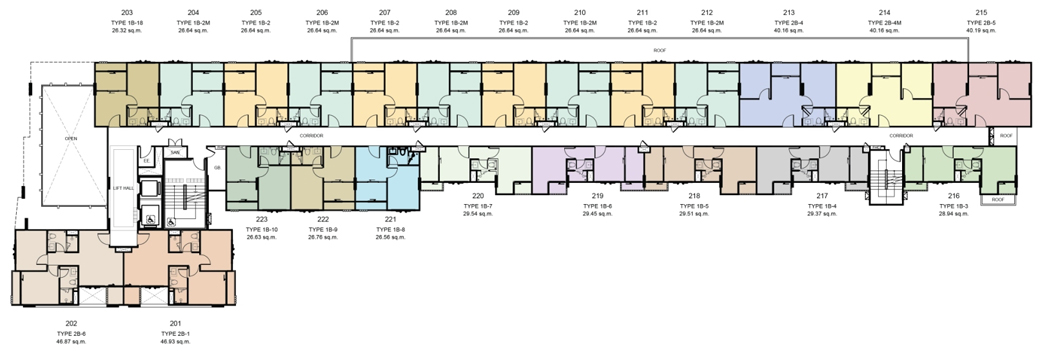 203
TYPE 1B-18
26.32 sq.m.
204
TYPE 1B-2M
26.64 sq.m.
205
TYPE 1B-2
26.64 sq.m.
206
TYPE 1B-2M
26.84 sq.m.
207
TYPE 1B-2
26.64 sq.m.
208
TYPE 1B-2M
26.64 sq.m.
209
TYPE 1B-2
26.64 sq.m.
210
TYPE 1B-2M
26.64 sq.m.
211
TYPE 1B-2
26.64 sq.m.
212
TYPE 1B-2M
26.64 sq.m.
213
TYPE 2B-4
40.16 sq.m.
214
TYPE 2B-4M
40.16 sq.m.
215
TYPE 2B-5
40.19 sq.m.
ROOF
OPEN
CORRIDOR
CORRIDOR
ROOF
E.E.
SAN
GB
LIFT HALL
223
TYPE 1B-10
26.63 sq.m.
222
TYPE 1B-9
26.76 sq.m.
221
TYPE 1B-8
26.56 sq.m.
220
TYPE 1B-7
29.54 sq.m.
219
TYPE 1B-6
29.45 sq.m.
218
TYPE 1B-5
29.51 sq.m.
217
TYPE 1B-4
29.37 sq.m.
216
TYPE 1B-3
28.94 sq.m.
ROOF
202
TYPE 2B-6
46.87 sq.m.
201
TYPE 2B-1
46.93 sq.m.